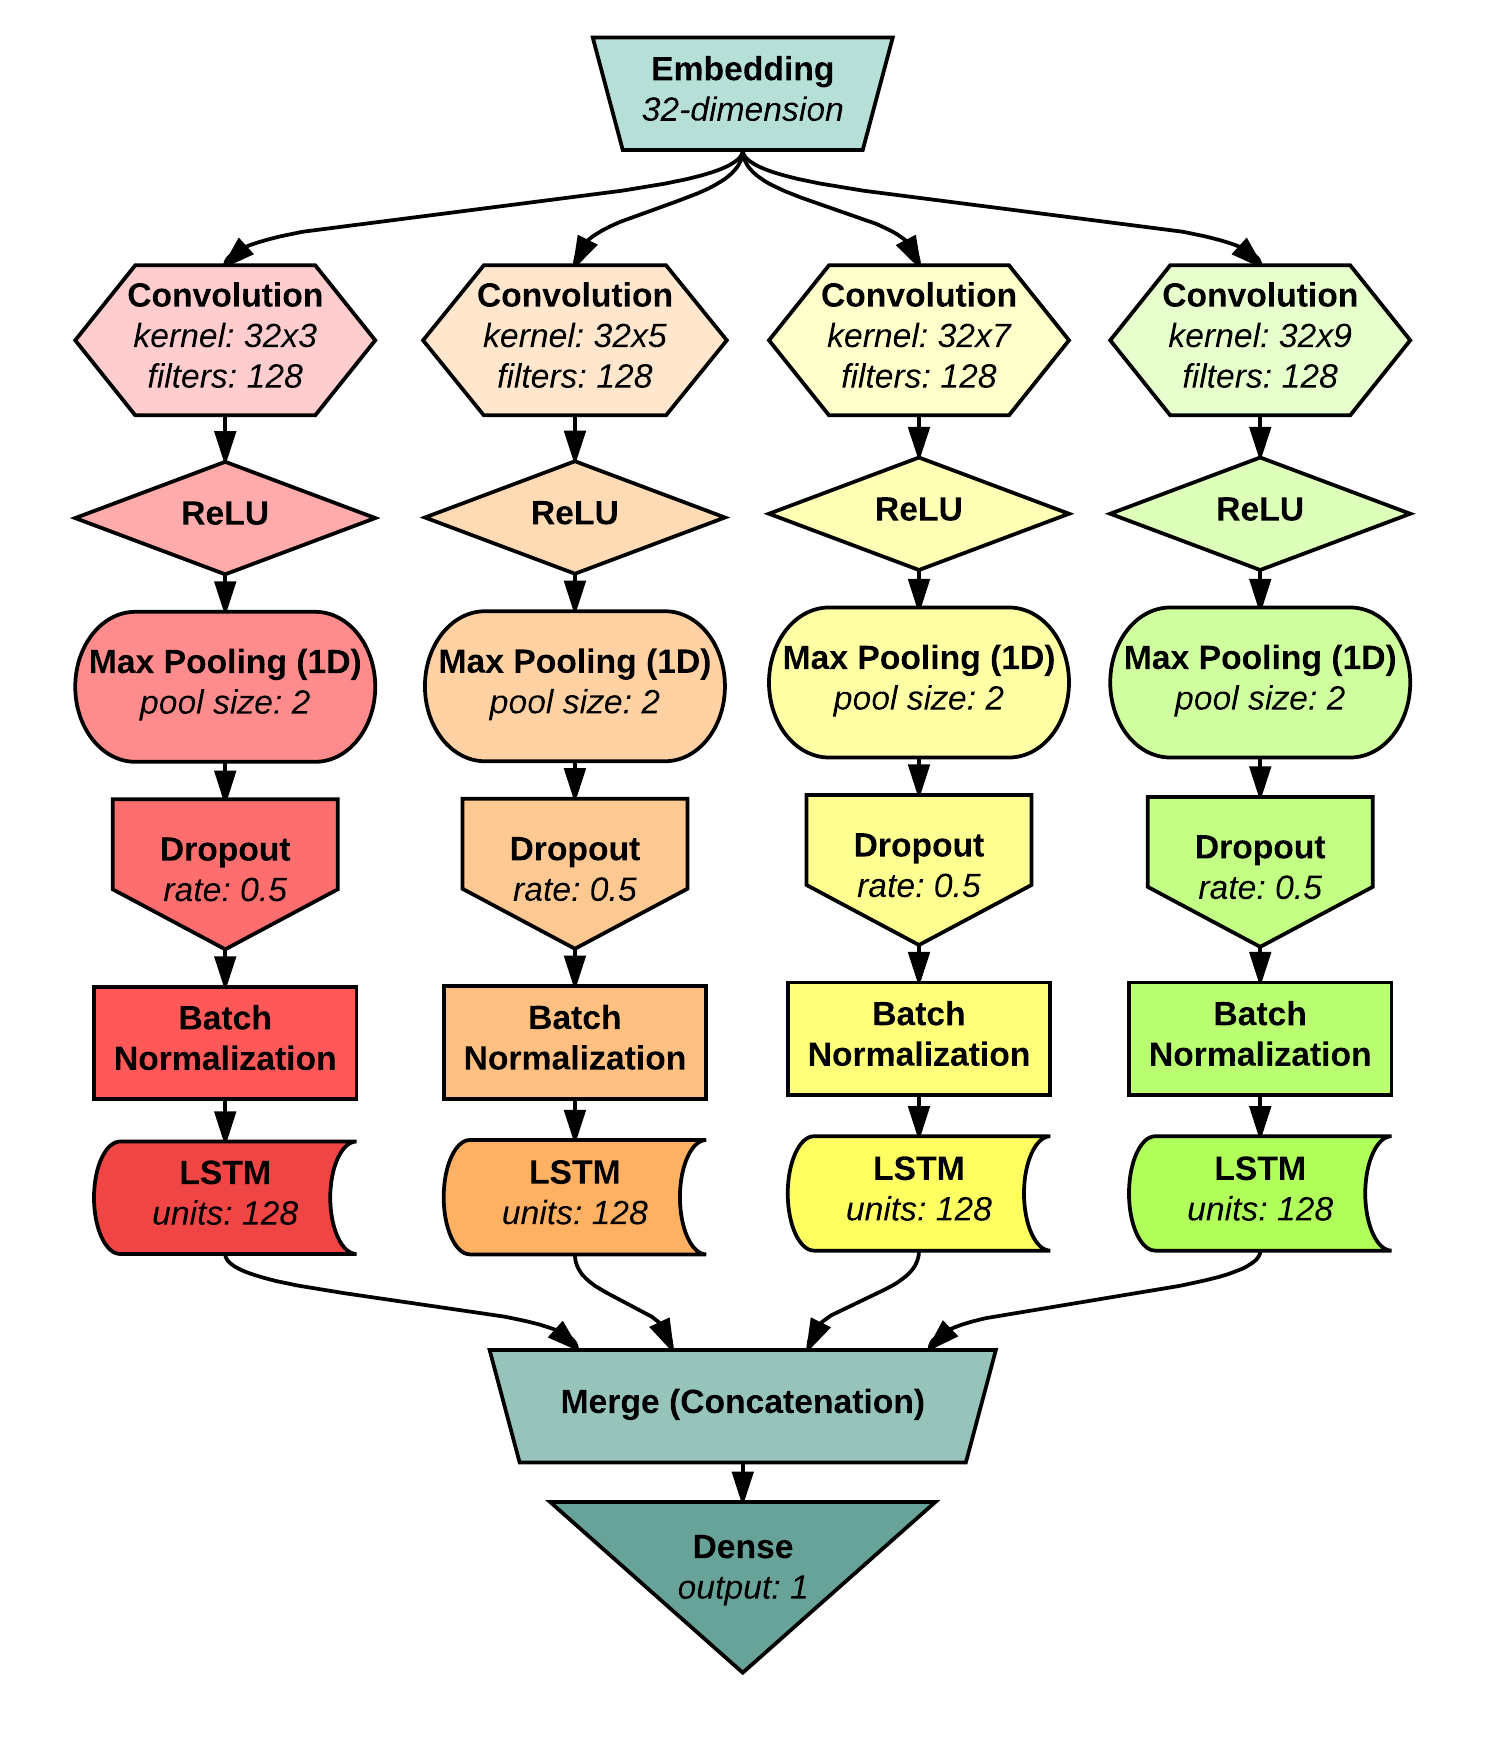 Embedding
32-dimension
Convolution
kernel: 32x3
filters: 128
Convolution
kernel: 32x5
filters: 128
Convolution
kernel: 32x7
filters: 128
Convolution
kernel: 32x9
filters: 128
ReLU
ReLU
ReLU
ReLU
Max Pooling (1D)
pool size: 2
Max Pooling (1D)
pool size: 2
Max Pooling (1D)
pool size: 2
Max Pooling (1D)
pool size: 2
Dropout
rate: 0.5
Dropout
rate: 0.5
Dropout
rate: 0.5
Dropout
rate: 0.5
Batch
Normalization
Batch
Normalization
Batch
Normalization
Batch
Normalization
LSTM
units: 128
LSTM
units: 128
LSTM
units: 128
LSTM
units: 128
Merge (Concatenation)
Dense
output: 1